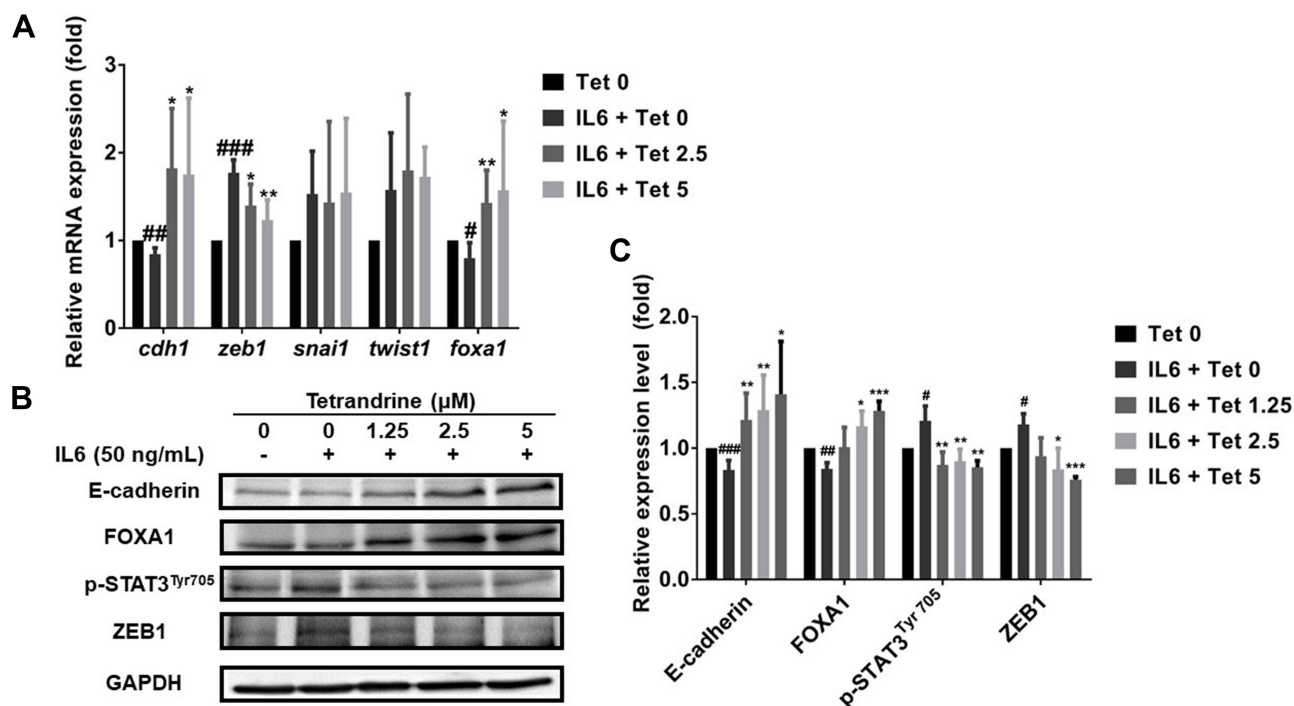 A
Relative mRNA expression (fold)
3
2
1
0
* *
###
##
* **
#
** *
cdh1 zeb1 snai1 twist1 foxa1
Tet 0
IL6 + Tet 0
IL6 + Tet 2.5
IL6 + Tet 5
B
Tetrandrine (µM)
0 0 1.25 2.5 5
IL6 (50 ng/mL) - + + + +
E-cadherin
FOXA1
p-STAT3Tyr705
ZEB1
GAPDH
C
Relative expression level (fold)
2.0
1.5
1.0
0.5
0.0
### ** ** *
## * ***
# ** ** **
# * ***
E-cadherin
FOXA1
p-STAT3Tyr 705
ZEB1
Tet 0
IL6 + Tet 0
IL6 + Tet 1.25
IL6 + Tet 2.5
IL6 + Tet 5